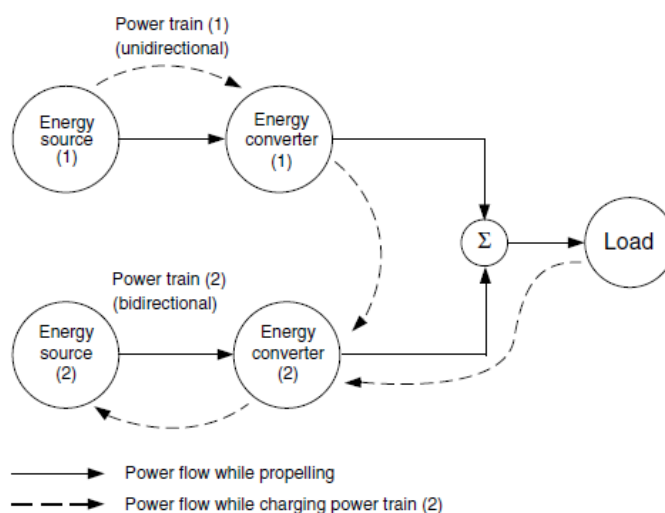 Power train (1)
(unidirectional)
Energy
source
(1)
Energy
converter
(1)
Σ
Load
Power train (2)
(bidirectional)
Energy
source
(2)
Energy
converter
(2)
Power flow while propelling
Power flow while charging power train (2)